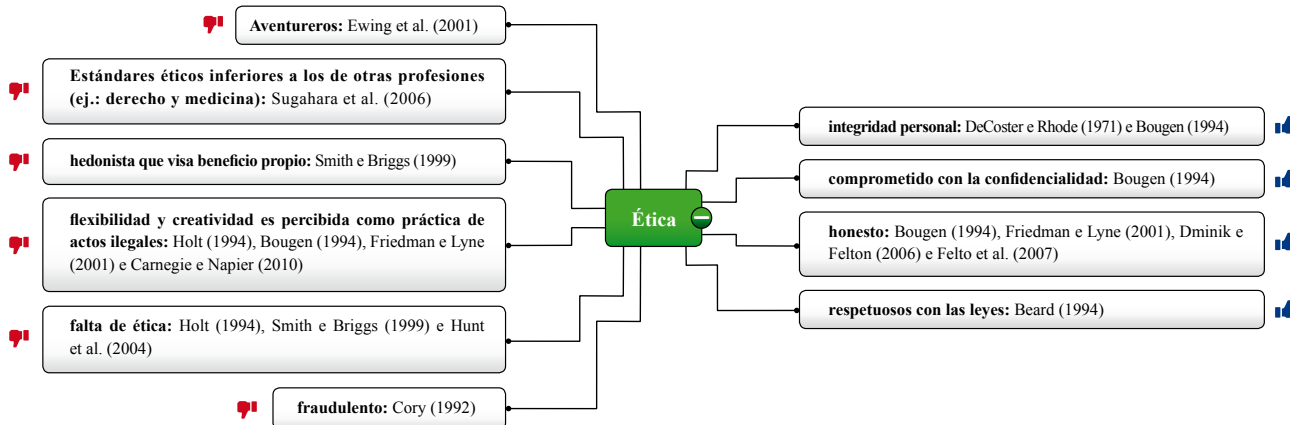 Aventureros: Ewing et al. (2001)
Estándares éticos inferiores a los de otras profesiones
(ej.: derecho y medicina): Sugahara et al. (2006)
hedonista que visa beneficio propio: Smith e Briggs (1999)
flexibilidad y creatividad es percibida como práctica de
actos ilegales: Holt (1994), Bougen (1994), Friedman e Lyne
(2001) e Carnegie e Napier (2010)
falta de ética: Holt (1994), Smith e Briggs (1999) e Hunt
et al. (2004)
fraudulento: Cory (1992)
Ética
integridad personal: DeCoster e Rhode (1971) e Bougen (1994)
comprometido con la confidencialidad: Bougen (1994)
honesto: Bougen (1994), Friedman e Lyne (2001), Dminik e
Felton (2006) e Felto et al. (2007)
respetuosos con las leyes: Beard (1994)